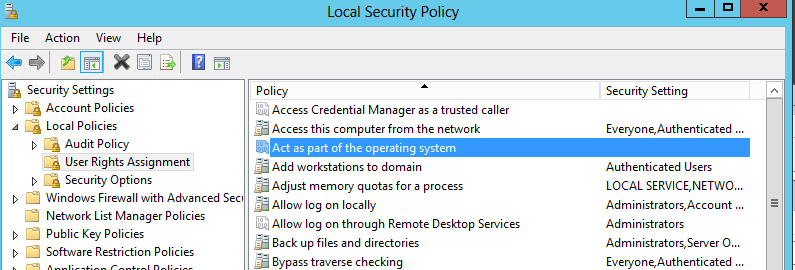 Local Security Policy
File Action View Help
Security Settings
Account Policies
Local Policies
Audit Policy
User Rights Assignment
Security Options
Windows Firewall with Advanced Secu
Network List Manager Policies
Public Key Policies
Software Restriction Policies
Application Control Policies
Policy Security Setting
Access Credential Manager as a trusted caller
Access this computer from the network Everyone,Authenticated ...
Act as part of the operating system
Add workstations to domain Authenticated Users
Adjust memory quotas for a process LOCAL SERVICE,NETWO...
Allow log on locally Administrators,Account ...
Allow log on through Remote Desktop Services Administrators
Back up files and directories Administrators,Server O...
Bypass traverse checking Everyone,Authenticated ...